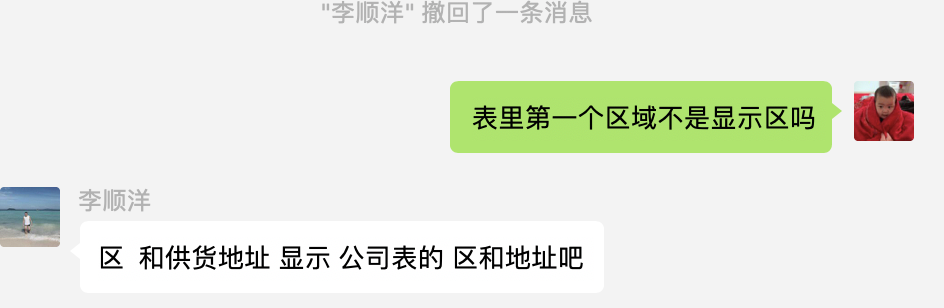 "李顺洋" 撤回了一条消息
表里第一个区域不是显示区吗
李顺洋
区 和供货地址 显示 公司表的 区和地址吧